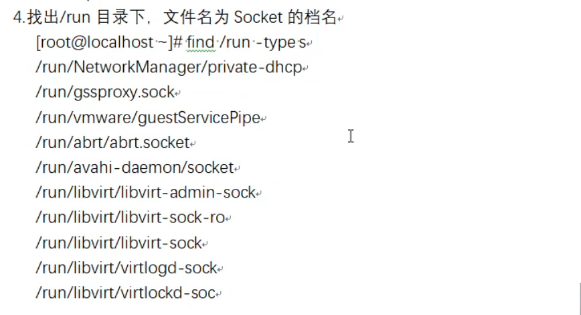 4.找出/run 目录下，文件名为 Socket 的档名
[root@localhost ~]# find /run -type s
/run/NetworkManager/private-dhcp
/run/gssproxy.sock
/run/vmware/guestServicePipe
/run/abrt/abrt.socket
/run/avahi-daemon/socket
/run/libvirt/libvirt-admin-sock
/run/libvirt/libvirt-sock-ro
/run/libvirt/libvirt-sock
/run/libvirt/virtlogd-sock
/run/libvirt/virtlockd-soc